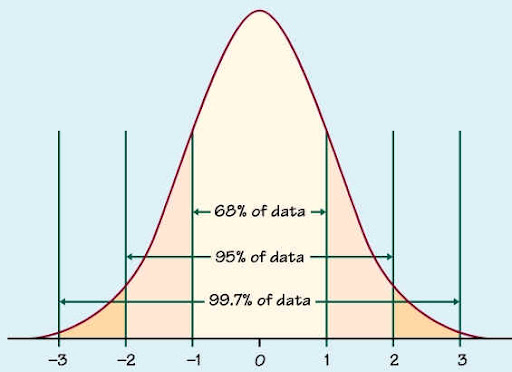 68% of data
95% of data
99.7% of data
-3 -2 -1 0 1 2 3